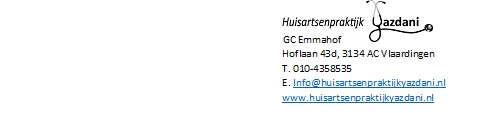 Huisartsenpraktijk Yazdani
GC Emmahof
Hoflaan 43d, 3134 AC Vlaardingen
T. 010-4358535
E. Info@huisartsenpraktijkyazdani.nl
www.huisartsenpraktijkyazdani.nl